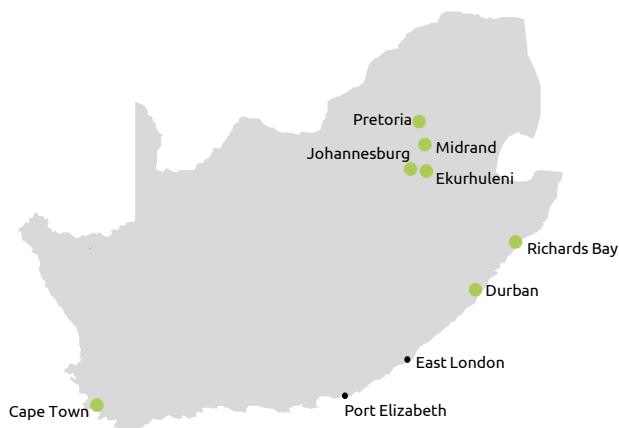 Pretoria
Midrand
Johannesburg
Ekurhuleni
Richards Bay
Durban
East London
Port Elizabeth
Cape Town